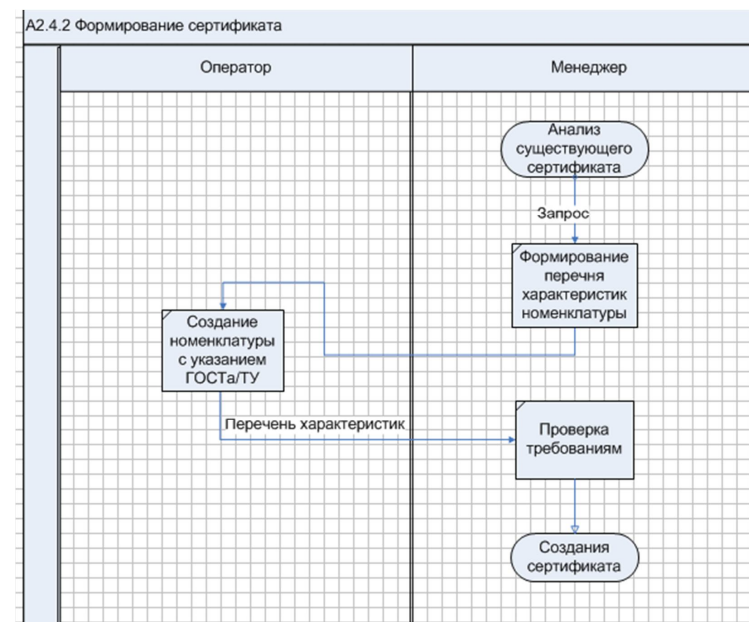 А2.4.2 Формирование сертификата
Оператор
Менеджер
Анализ
существующего
сертификата
Запрос
Формирование
перечня
характеристик
номенклатуры
Создание
номенклатуры
с указанием
ГОСТа/ТУ
Перечень характеристик
Проверка
требованиям
Создания
сертификата